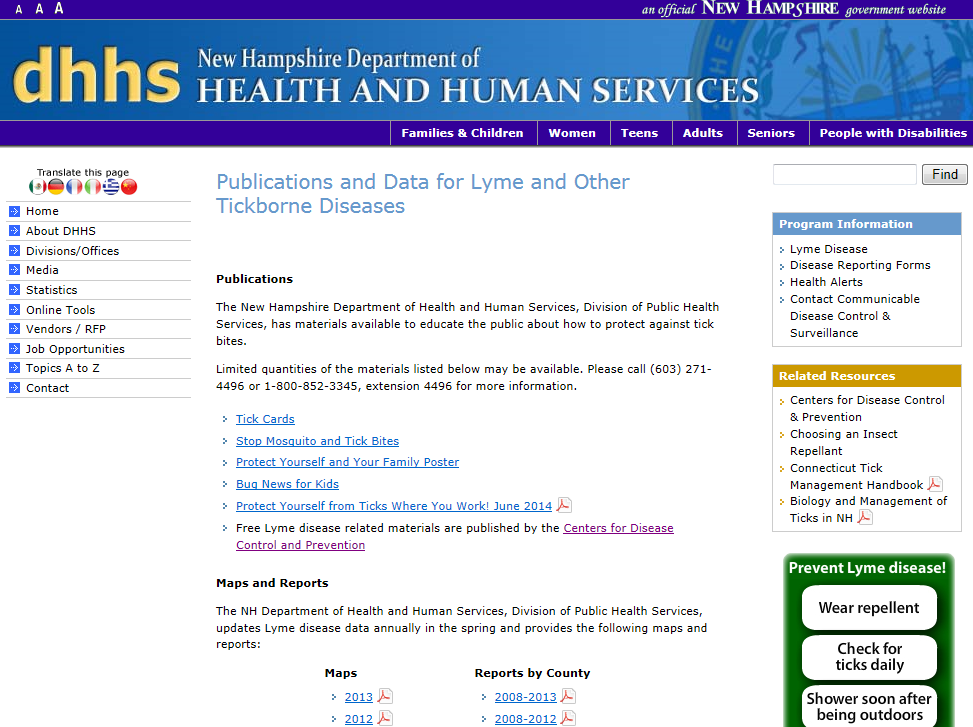 A A A
an official NEW HAMPSHIRE government website
dhhs
New Hampshire Department of
HEALTH AND HUMAN SERVICES
Families & Children Women Teens Adults Seniors People with Disabilities
Translate this page
Home
About DHHS
Divisions/Offices
Media
Statistics
Online Tools
Vendors / RFP
Job Opportunities
Topics A to Z
Contact
Publications and Data for Lyme and Other
Tickborne Diseases
Publications
The New Hampshire Department of Health and Human Services, Division of Public Health
Services, has materials available to educate the public about how to protect against tick
bites.
Limited quantities of the materials listed below may be available. Please call (603) 271-
4496 or 1-800-852-3345, extension 4496 for more information.
Tick Cards
Stop Mosquito and Tick Bites
Protect Yourself and Your Family Poster
Bug News for Kids
Protect Yourself from Ticks Where You Work! June 2014
Free Lyme disease related materials are published by the Centers for Disease
Control and Prevention
Maps and Reports
The NH Department of Health and Human Services, Division of Public Health Services,
updates Lyme disease data annually in the spring and provides the following maps and
reports:
Maps
2013
2012
Reports by County
2008-2013
2008-2012
Find
Program Information
Lyme Disease
Disease Reporting Forms
Health Alerts
Contact Communicable
Disease Control &
Surveillance
Related Resources
Centers for Disease Control
& Prevention
Choosing an Insect
Repellant
Connecticut Tick
Management Handbook
Biology and Management of
Ticks in NH
Prevent Lyme disease!
Wear repellent
Check for
ticks daily
Shower soon after
being outdoors